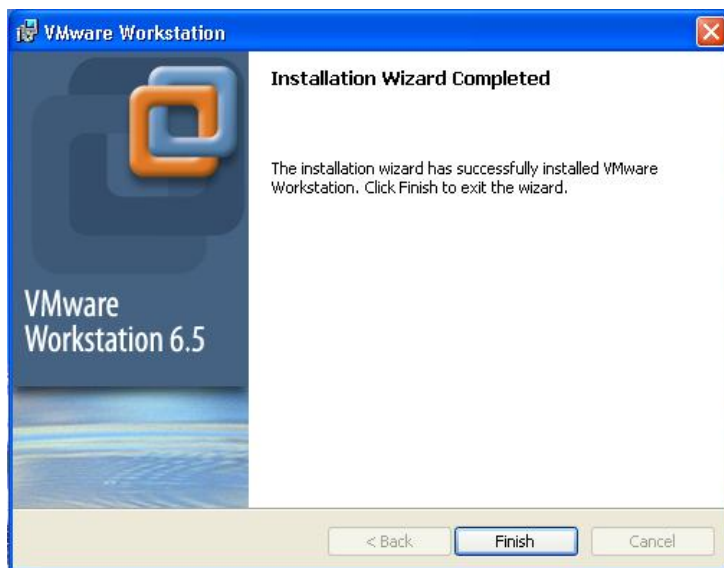 VMware Workstation
Installation Wizard Completed
The installation wizard has successfully installed VMware
Workstation. Click Finish to exit the wizard.
VMware
Workstation 6.5
< Back
Finish
Cancel